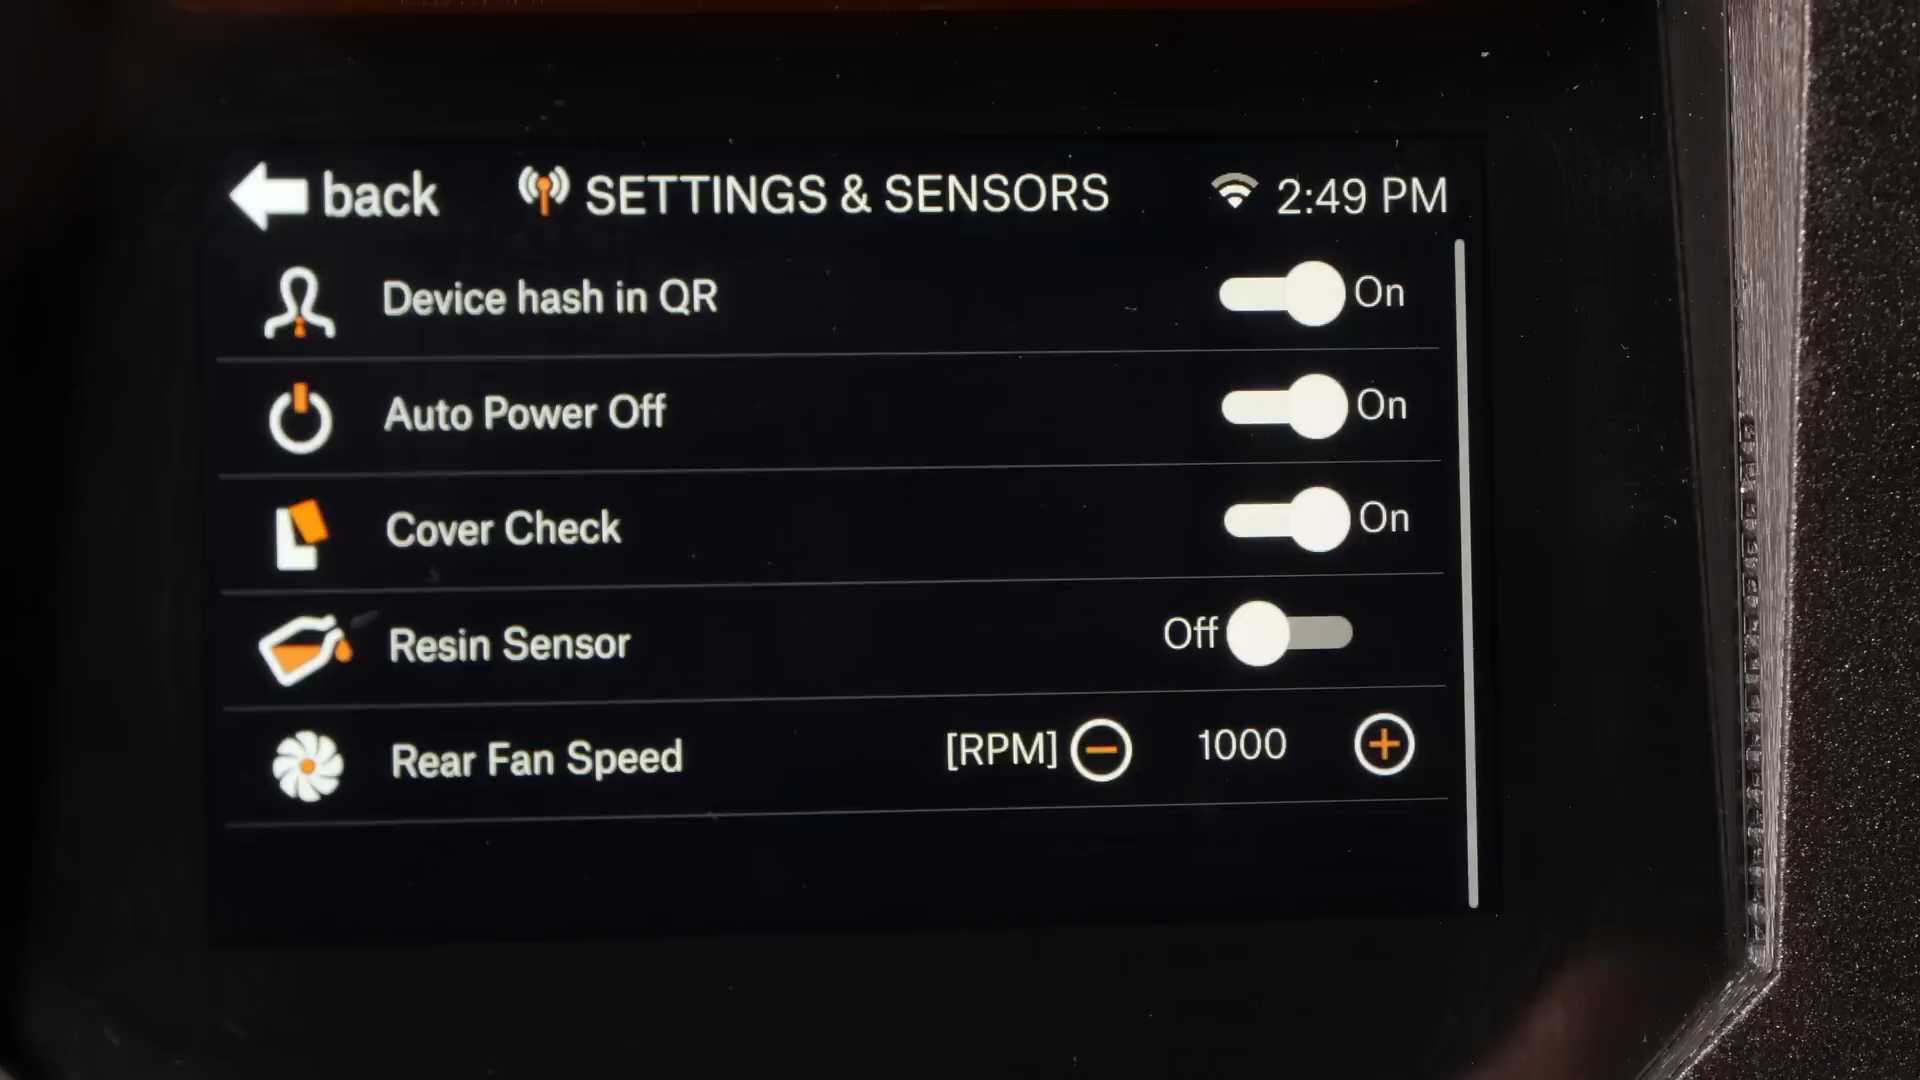 back SETTINGS & SENSORS 2:49 PM
Device hash in QR On
Auto Power Off On
Cover Check On
Resin Sensor Off
Rear Fan Speed [RPM] 1000